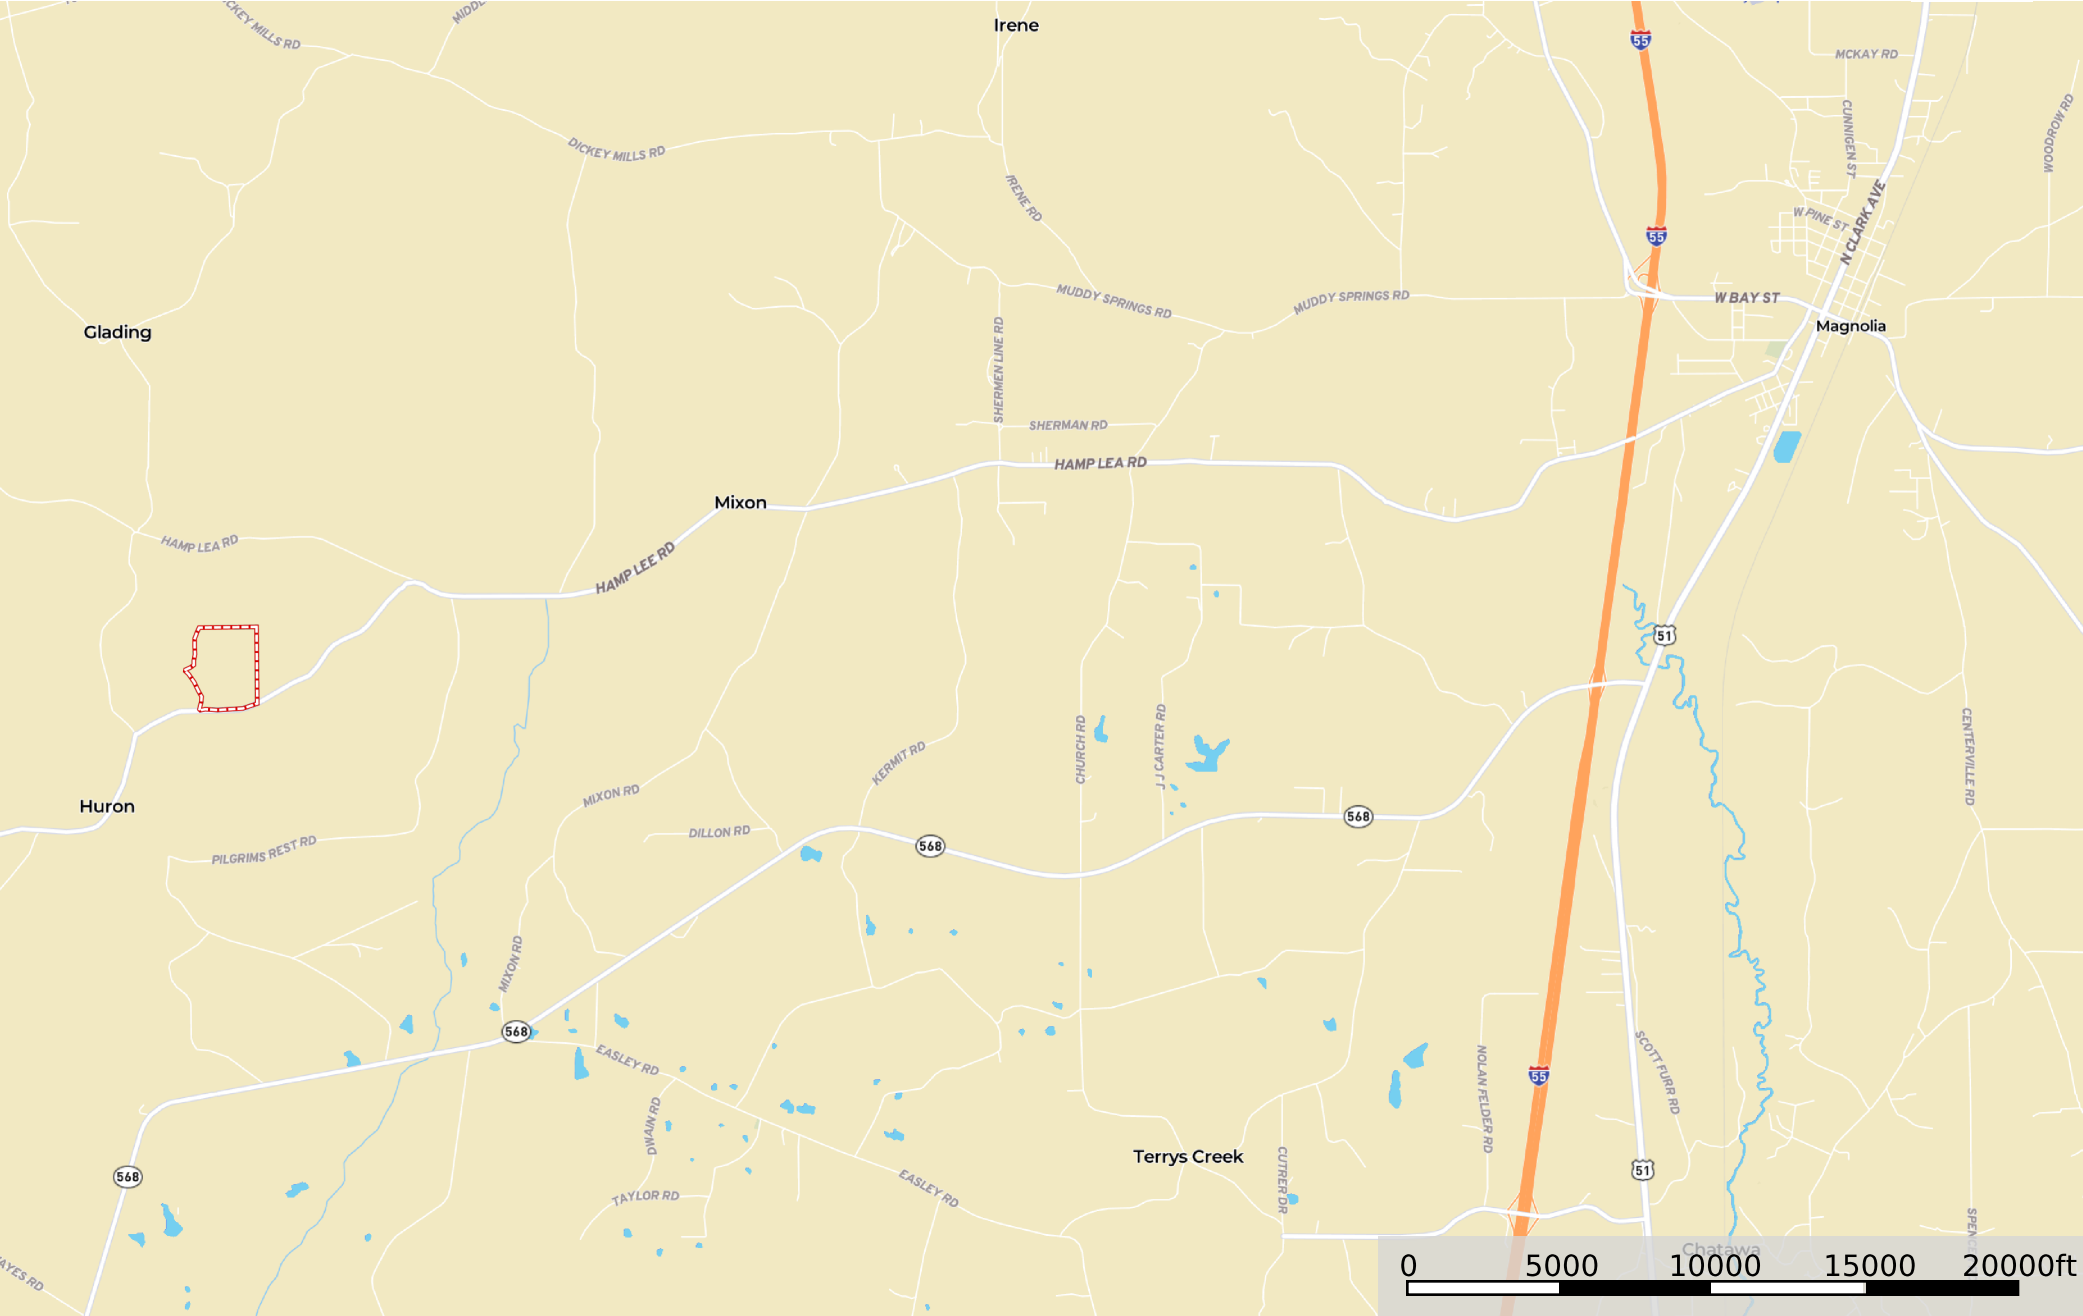 DICKEY MILLS RD
Irene
55
MCKAY RD
CUNNIGEN ST
WOODROW RD
DICKEY MILLS RD
IRENE RD
W PINE ST
N CLARK AVE
55
MUDDY SPRINGS RD
MUDDY SPRINGS RD
W BAY ST
Magnolia
Glading
SHERMEN LINE RD
SHERMAN RD
HAMP LEA RD
Mixon
HAMP LEA RD
HAMP LEE RD
51
CENTERVILLE RD
CHURCH RD
J J CARTER RD
KERMIT RD
MIXON RD
Huron
568
DILLON RD
568
PILGRIMS REST RD
MIXON RD
568
EASLEY RD
SCOTT FURR RD
NOLAN FELDER RD
55
DWAIN RD
Terrys Creek
CUTRER DR
568
51
TAYLOR RD
EASLEY RD
Chatawa
0 5000 10000 15000 20000ft